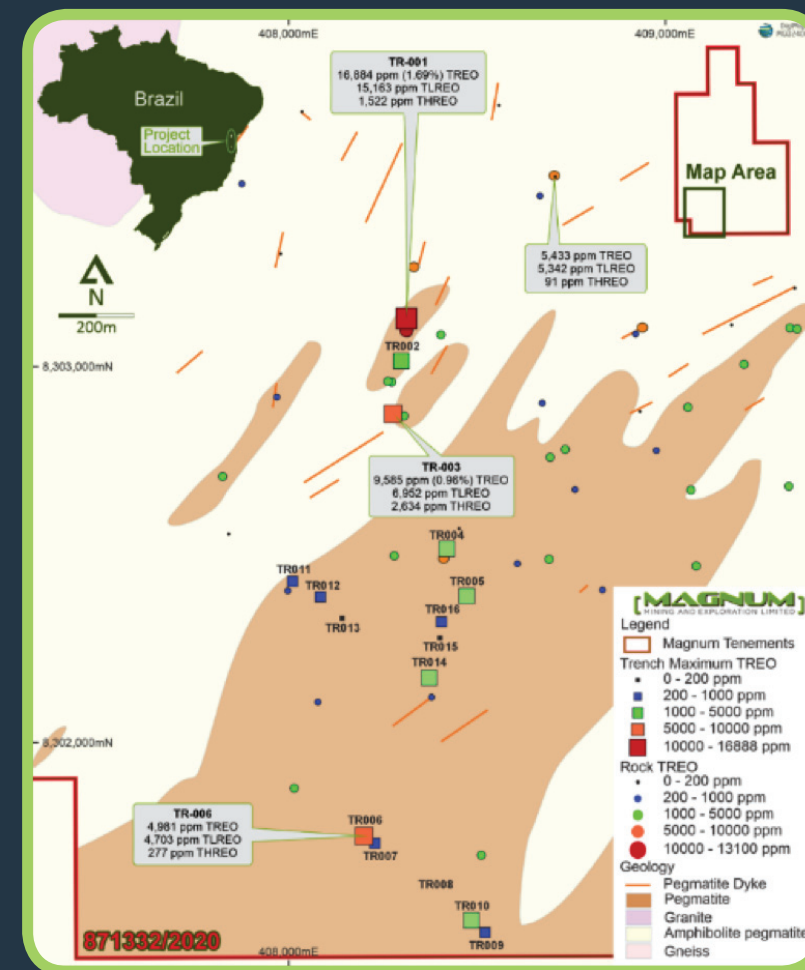 408,000mE
409,000mE
Brazil
Project
Location
N
200m
TR-001
16,884 ppm (1.69%) TREO
15,163 ppm TLREO
1,522 ppm THREO
5,433 ppm TREO
5,342 ppm TLREO
91 ppm THREO
Map Area
8,303,000mN
TR002
TR-003
9,585 ppm (0.96%) TREO
6,952 ppm TLREO
2,634 ppm THREO
TR004
TR011
TR012
TR005
TR013
TR016
TR015
TR014
8,302,000mN
TR-006
4,981 ppm TREO
4,703 ppm TLREO
277 ppm THREO
TR006
TR007
TR008
TR010
TR009
871332/2020
408,000mE
[MAGNUM]
MINING AND EXPLORATION LIMITED
Legend
Magnum Tenements
Trench Maximum TREO
0 - 200 ppm
200 - 1000 ppm
1000 - 5000 ppm
5000 - 10000 ppm
10000 - 16888 ppm
Rock TREO
0 - 200 ppm
200 - 1000 ppm
1000 - 5000 ppm
5000 - 10000 ppm
10000 - 13100 ppm
Geology
Pegmatite Dyke
Pegmatite
Granite
Amphibolite pegmatite
Gneiss